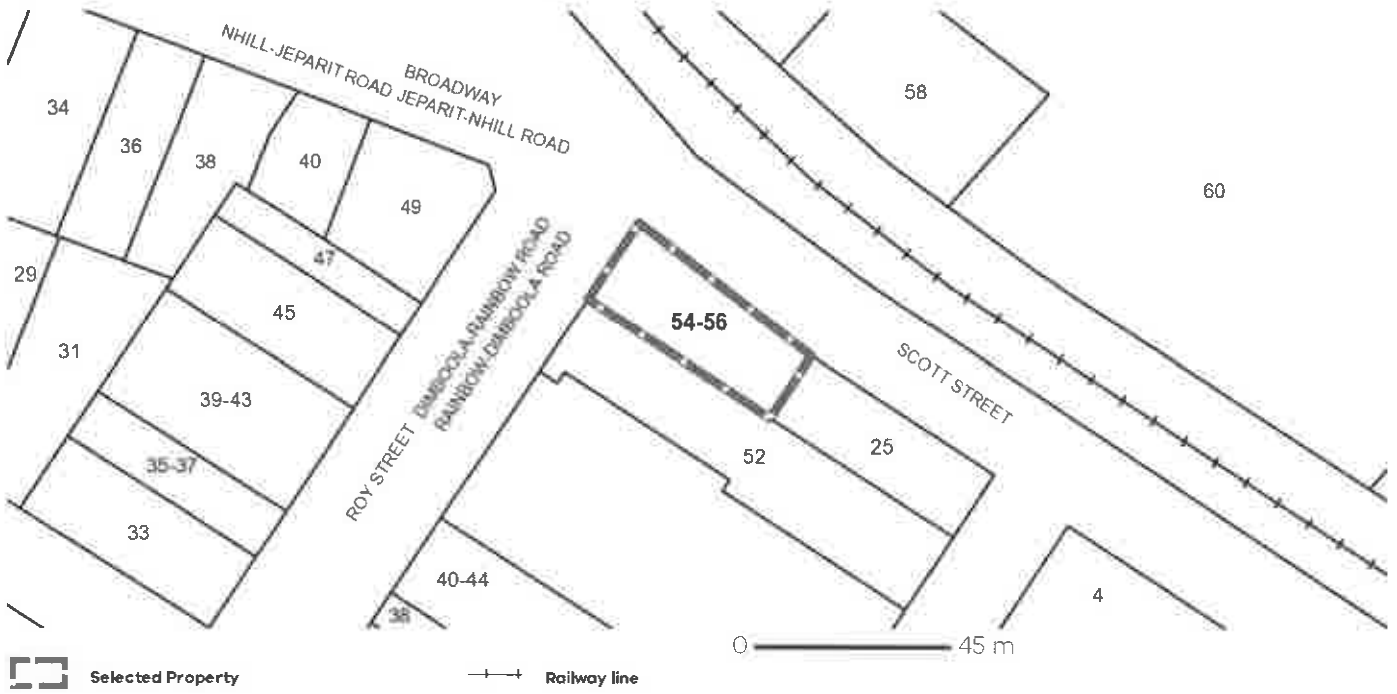 NHILL-JEPARIT ROAD JEPARIT-NHILL ROAD
BROADWAY
34
36
38
40
49
58
60
29
47
45
31
DIMBOOLA-RAINBOW ROAD
RAINBOW-DIMBOOLA ROAD
ROY STREET
54-56
SCOTT STREET
39-43
35-37
33
52
25
40-44
38
4
0 45 m
Selected Property
Railway line